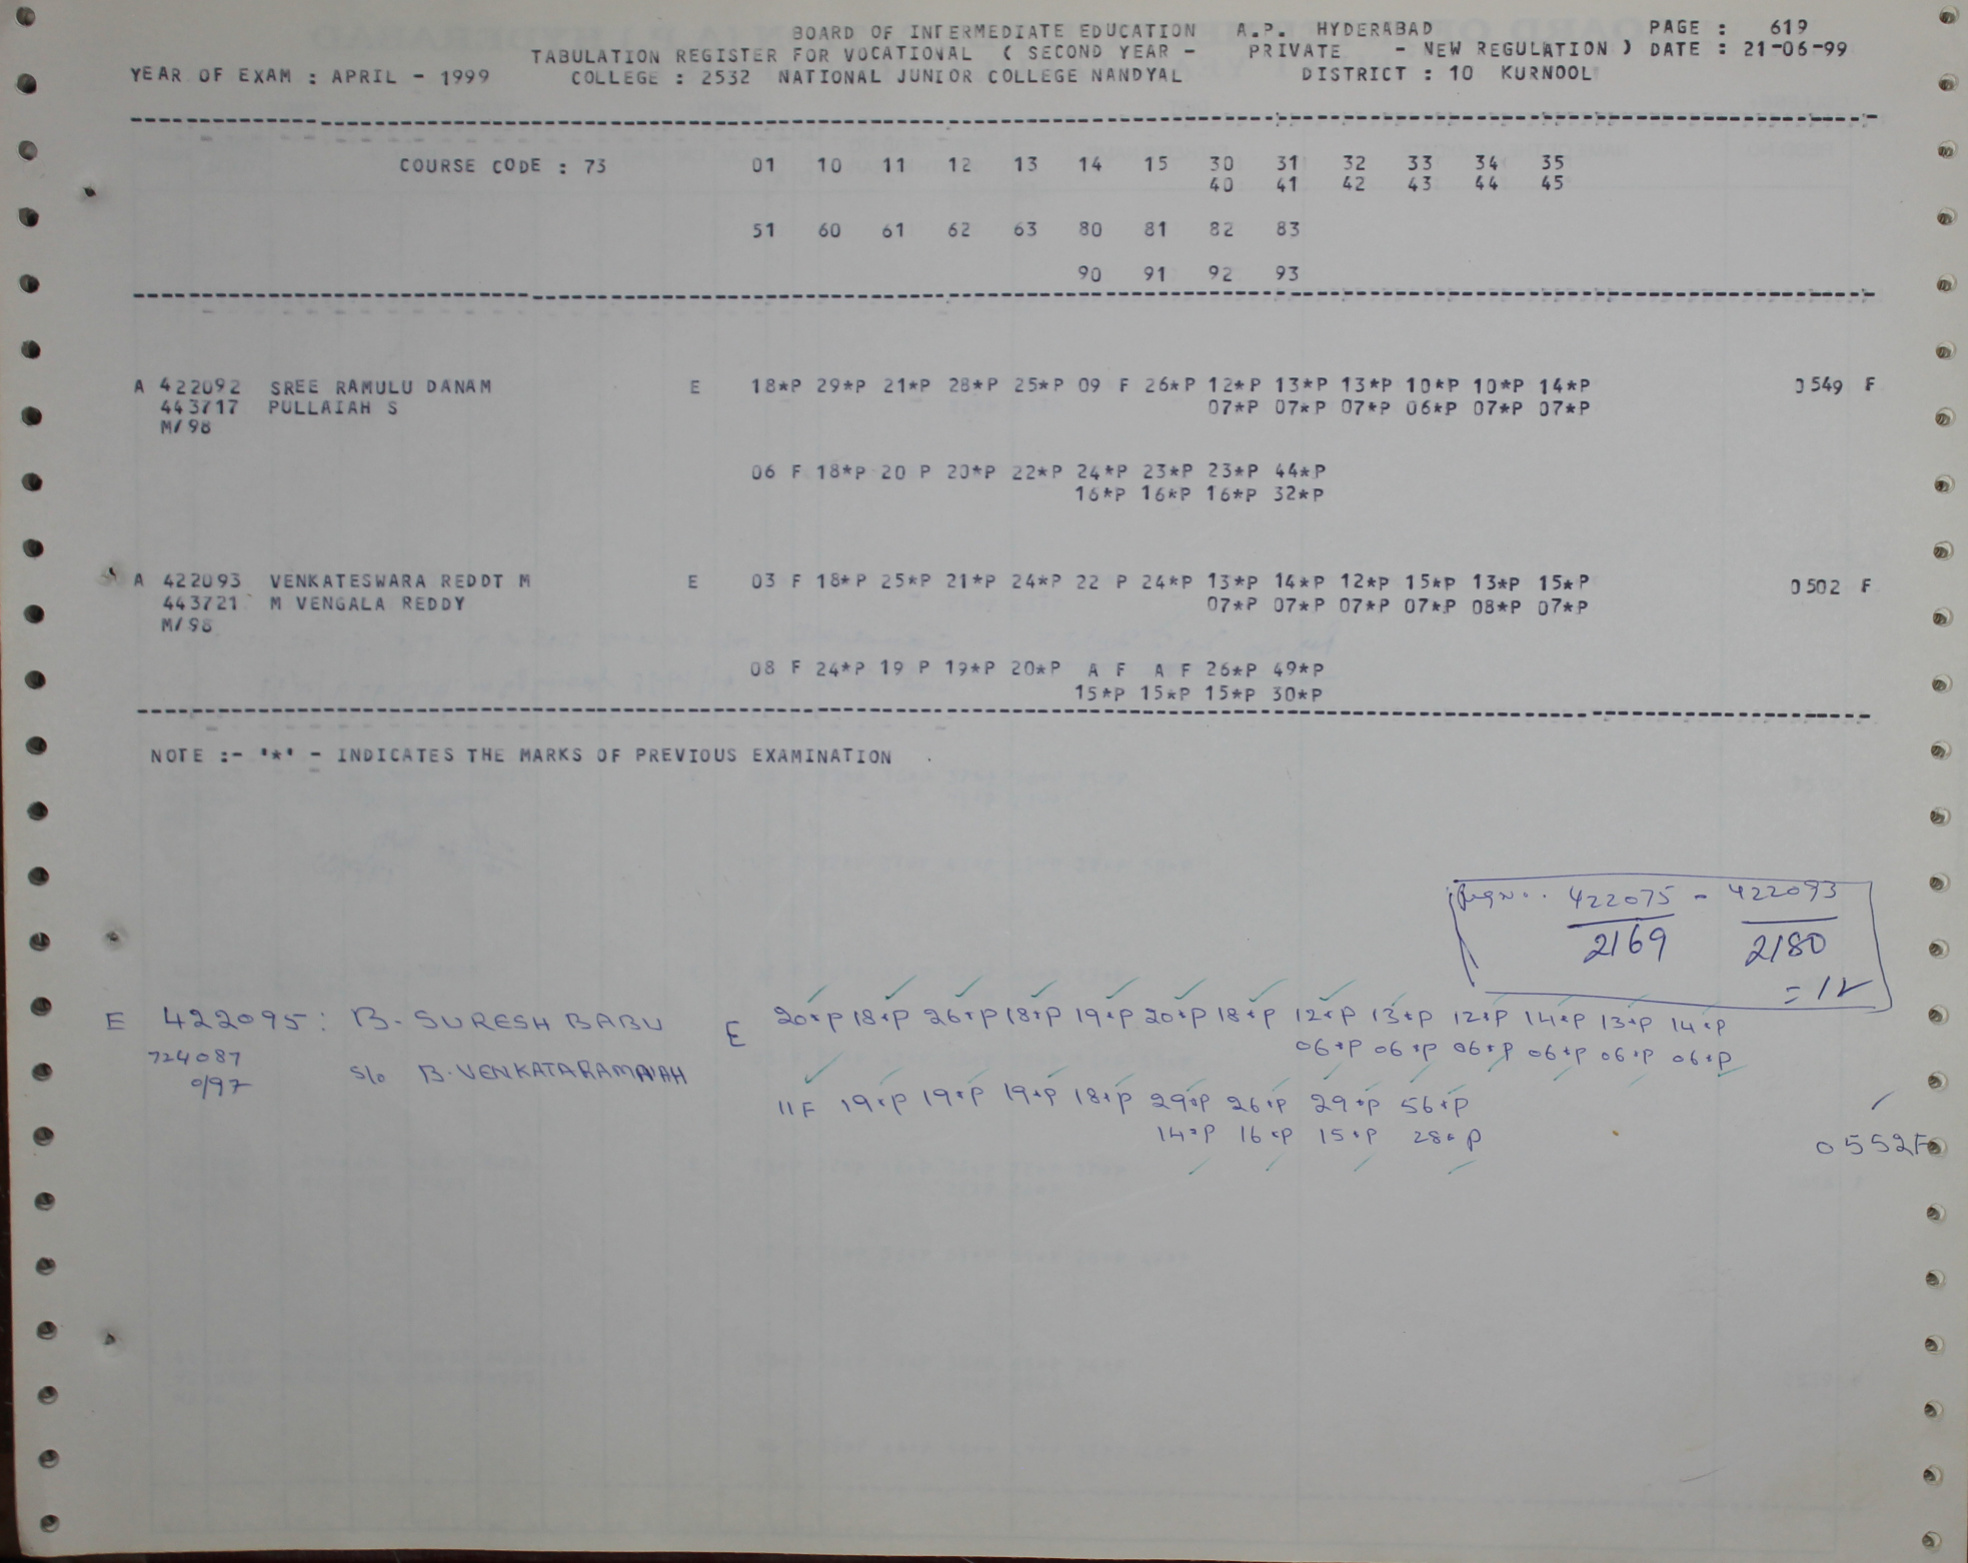 BOARD OF INTERMEDIATE EDUCATION A.P. HYDERABAD PAGE : 619
TABULATION REGISTER FOR VOCATIONAL ( SECOND YEAR - PRIVATE - NEW REGULATION ) DATE : 21-06-99
YEAR OF EXAM : APRIL - 1999 COLLEGE : 2532 NATIONAL JUNIOR COLLEGE NANDYAL DISTRICT : 10 KURNOOL
COURSE CODE : 73 01 10 11 12 13 14 15 30 31 32 33 34 35
40 41 42 43 44 45
51 60 61 62 63 80 81 82 83
90 91 92 93
A 422092 SREE RAMULU DANAM E 18*P 29*P 21*P 28*P 25*P 09 F 26*P 12*P 13*P 13*P 10*P 10*P 14*P 0549 F
443717 PULLAIAH S 07*P 07*P 07*P 06*P 07*P 07*P
M/98
06 F 18*P 20 P 20*P 22*P 24*P 23*P 23*P 44*P
16*P 16*P 16*P 32*P
A 422093 VENKATESWARA REDDT M E 03 F 18*P 25*P 21*P 24*P 22 P 24*P 13*P 14*P 12*P 15*P 13*P 15*P 0502 F
443721 M VENGALA REDDY 07*P 07*P 07*P 07*P 08*P 07*P
M/98
08 F 24*P 19 P 19*P 20*P A F A F 26*P 49*P
15*P 15*P 15*P 30*P
NOTE :- '*' - INDICATES THE MARKS OF PREVIOUS EXAMINATION
422075 - 422093
2169 2180
= 12
E 422095: B. SURESH BABU E 20*P 18*P 26*P 18*P 19*P 20*P 18*P 12*P 13*P 12*P 14*P 13*P 14*P
724087 06*P 06*P 06*P 06*P 06*P 06*P
0/97 S/o B. VENKATARAMAIAH
11 F 19*P 19*P 19*P 18*P 29*P 26*P 29*P 56*P
14*P 16*P 15*P 28*P 0552F